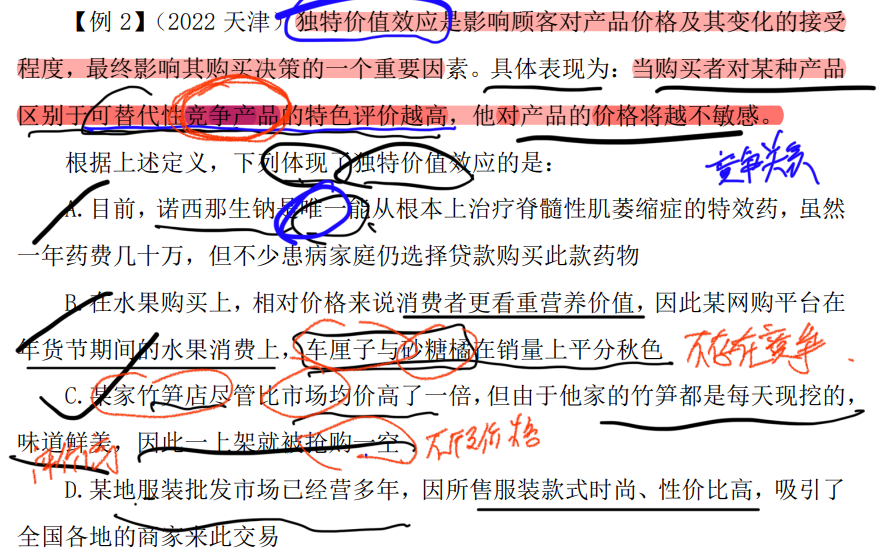 【例 2】（2022 天津）独特价值效应是影响顾客对产品价格及其变化的接受
程度，最终影响其购买决策的一个重要因素。具体表现为：当购买者对某种产品
区别于可替代性竞争产品的特色评价越高，他对产品的价格将越不敏感。
根据上述定义，下列体现了独特价值效应的是：
竞争关系
A.目前，诺西那生钠是唯一能从根本上治疗脊髓性肌萎缩症的特效药，虽然
一年药费几十万，但不少患病家庭仍选择贷款购买此款药物
B.在水果购买上，相对价格来说消费者更看重营养价值，因此某网购平台在
年货节期间的水果消费上，车厘子与砂糖橘在销量上平分秋色
不存在竞争
C.某家竹笋店尽管比市场均价高了一倍，但由于他家的竹笋都是每天现挖的，
味道鲜美，因此一上架就被抢购一空
D.某地服装批发市场已经营多年，因所售服装款式时尚、性价比高，吸引了
全国各地的商家来此交易